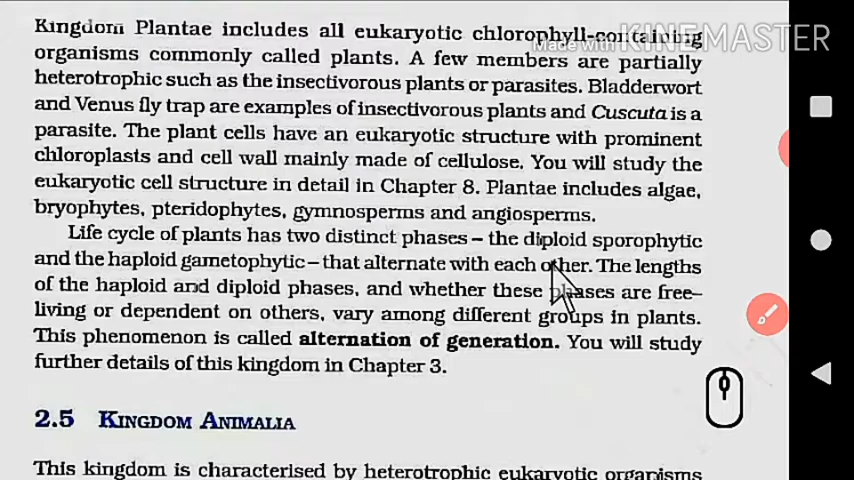 Kingdom Plantae includes all eukaryotic chlorophyll-containing
Made with KINEMASTER
organisms commonly called plants. A few members are partially
heterotrophic such as the insectivorous plants or parasites. Bladderwort
and Venus fly trap are examples of insectivorous plants and Cuscuta is a
parasite. The plant cells have an eukaryotic structure with prominent
chloroplasts and cell wall mainly made of cellulose. You will study the
eukaryotic cell structure in detail in Chapter 8. Plantae includes algae,
bryophytes, pteridophytes, gymnosperms and angiosperms.
Life cycle of plants has two distinct phases – the diploid sporophytic
and the haploid gametophytic – that alternate with each other. The lengths
of the haploid and diploid phases, and whether these phases are free–
living or dependent on others, vary among different groups in plants.
This phenomenon is called alternation of generation. You will study
further details of this kingdom in Chapter 3.
2.5 KINGDOM ANIMALIA
This kingdom is characterised by heterotrophic eukaryotic organisms